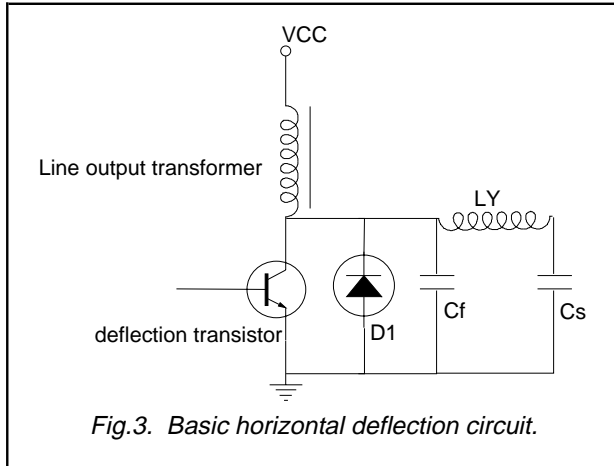 VCC
Line output transformer
LY
Cf
Cs
D1
deflection transistor
Fig.3. Basic horizontal deflection circuit.